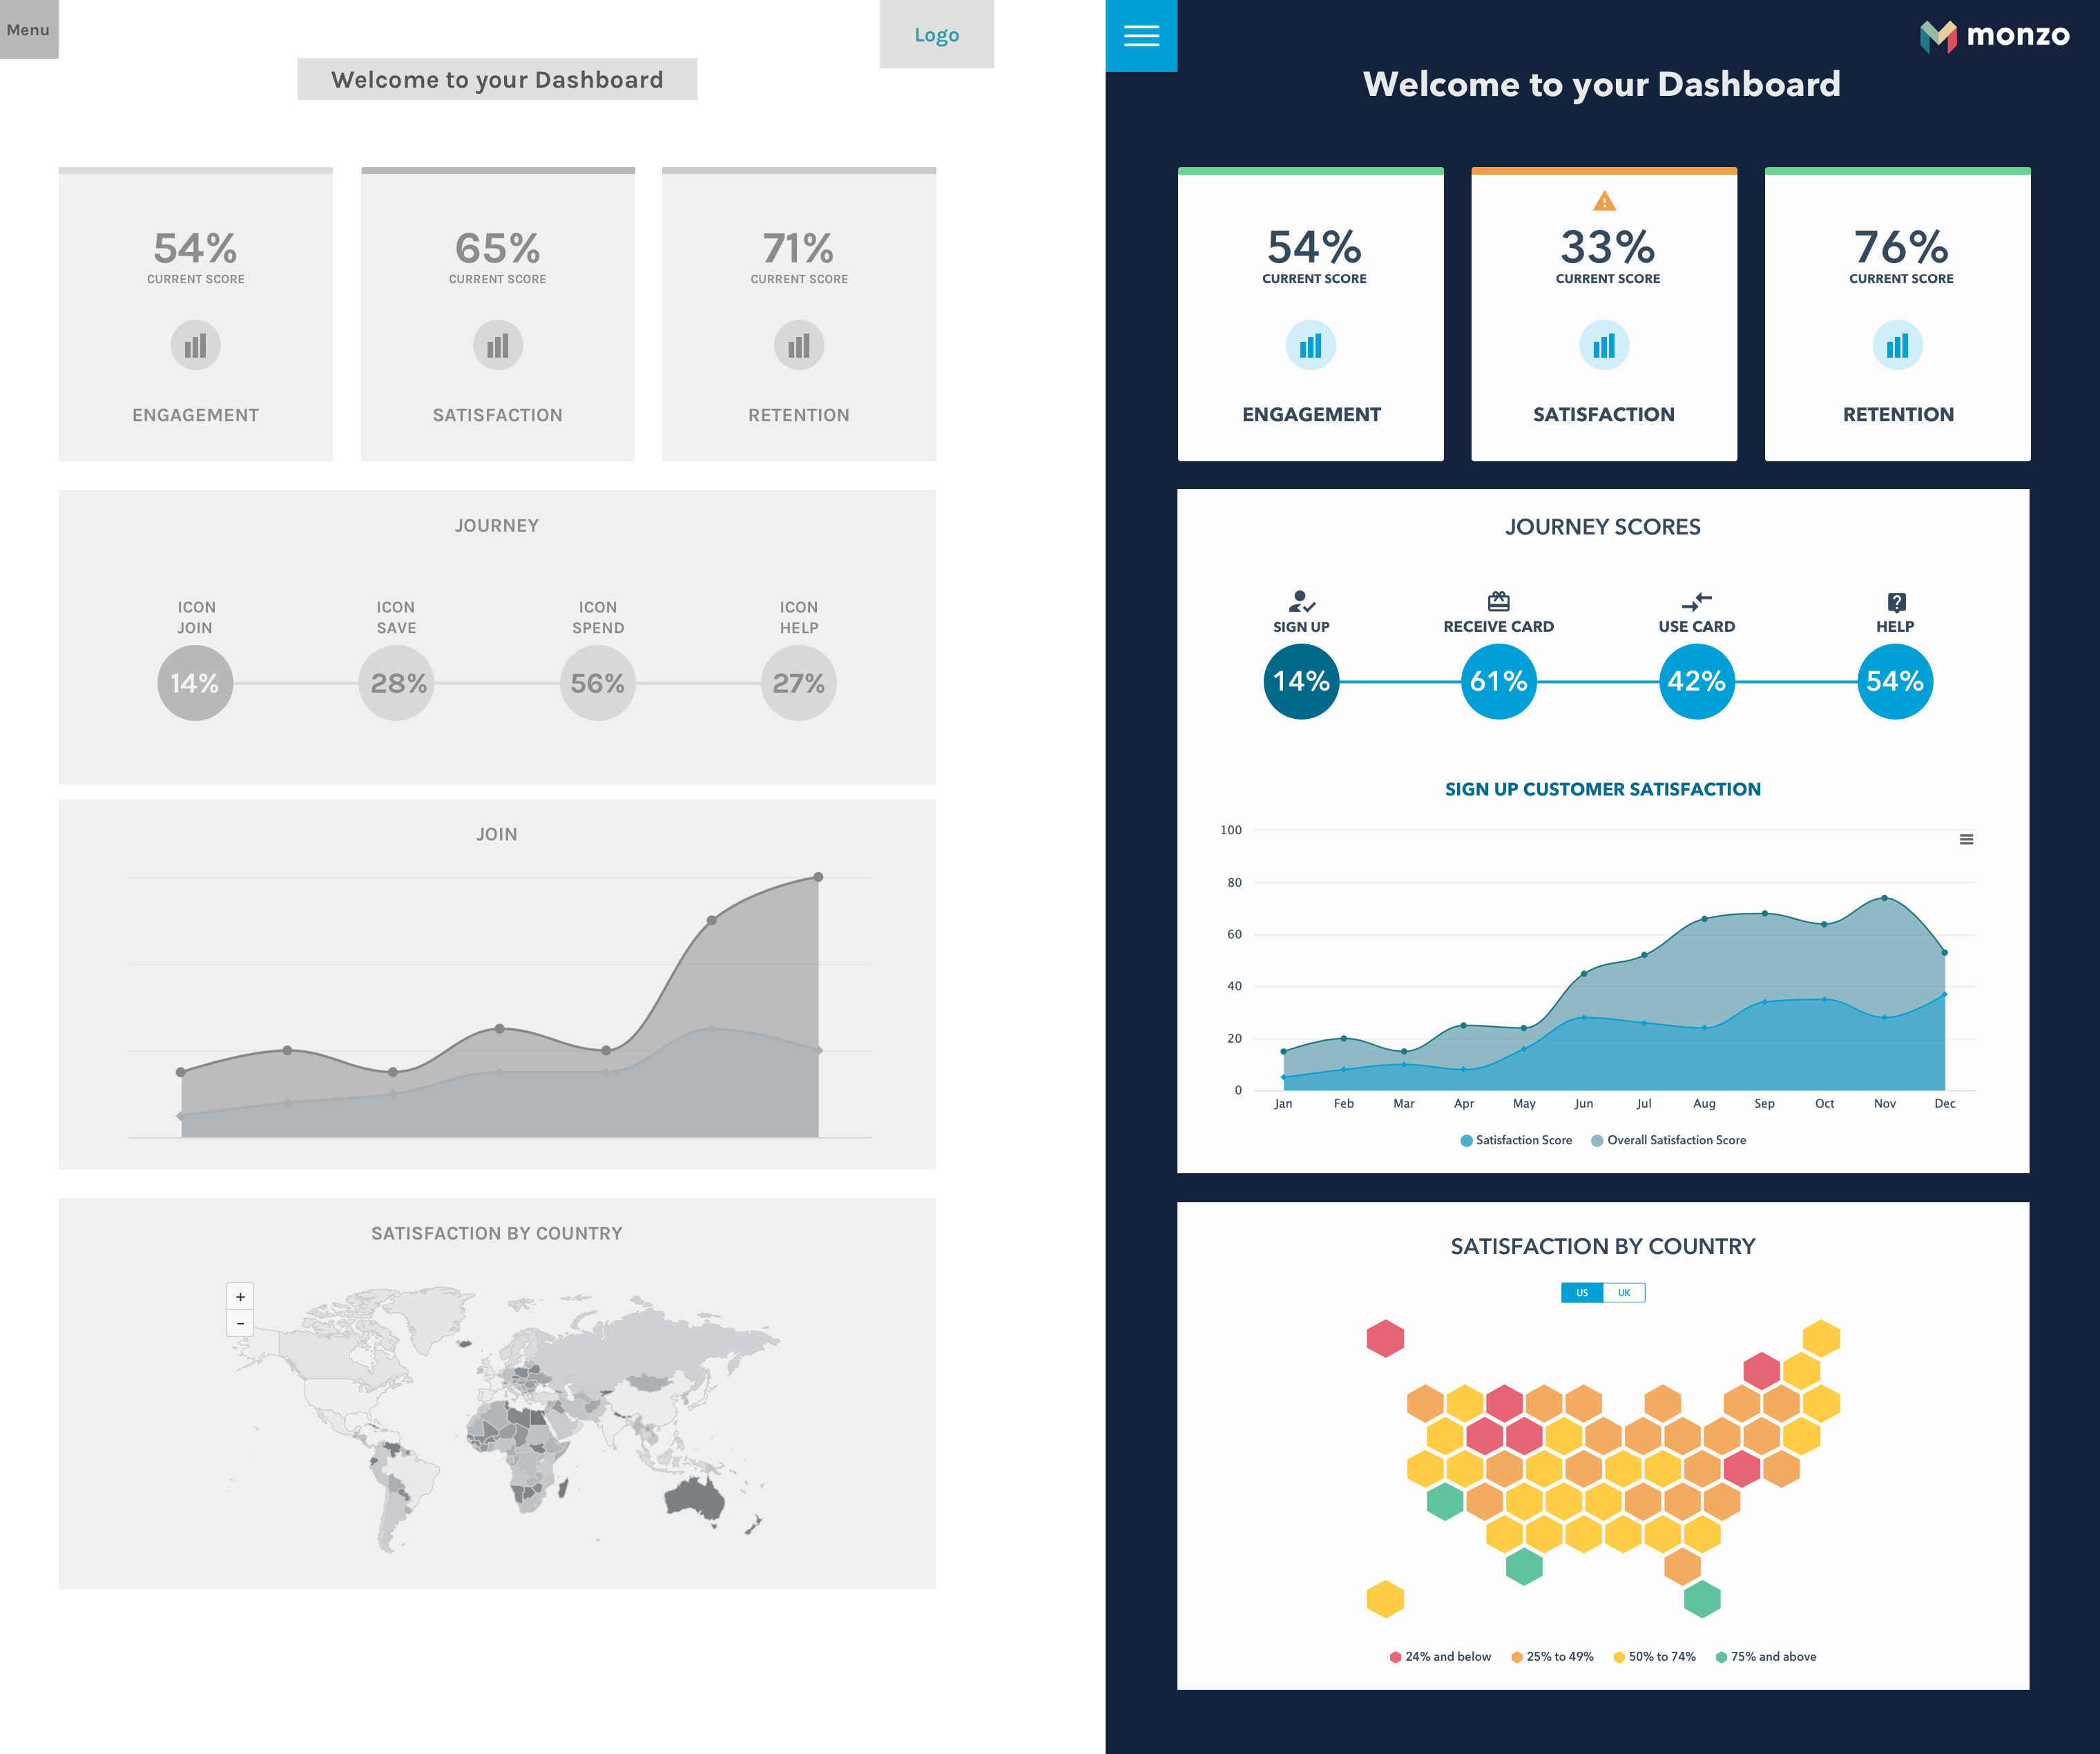 Menu
Logo
Welcome to your Dashboard
54%
CURRENT SCORE
ENGAGEMENT
65%
CURRENT SCORE
SATISFACTION
71%
CURRENT SCORE
RETENTION
JOURNEY
ICON
JOIN
14%
ICON
SAVE
28%
ICON
SPEND
56%
ICON
HELP
27%
JOIN
SATISFACTION BY COUNTRY
+
-
monzo
Welcome to your Dashboard
54%
CURRENT SCORE
ENGAGEMENT
33%
CURRENT SCORE
SATISFACTION
76%
CURRENT SCORE
RETENTION
JOURNEY SCORES
SIGN UP
14%
RECEIVE CARD
61%
USE CARD
42%
HELP
54%
SIGN UP CUSTOMER SATISFACTION
100
80
60
40
20
0
Jan Feb Mar Apr May Jun Jul Aug Sep Oct Nov Dec
Satisfaction Score Overall Satisfaction Score
SATISFACTION BY COUNTRY
US UK
24% and below 25% to 49% 50% to 74% 75% and above